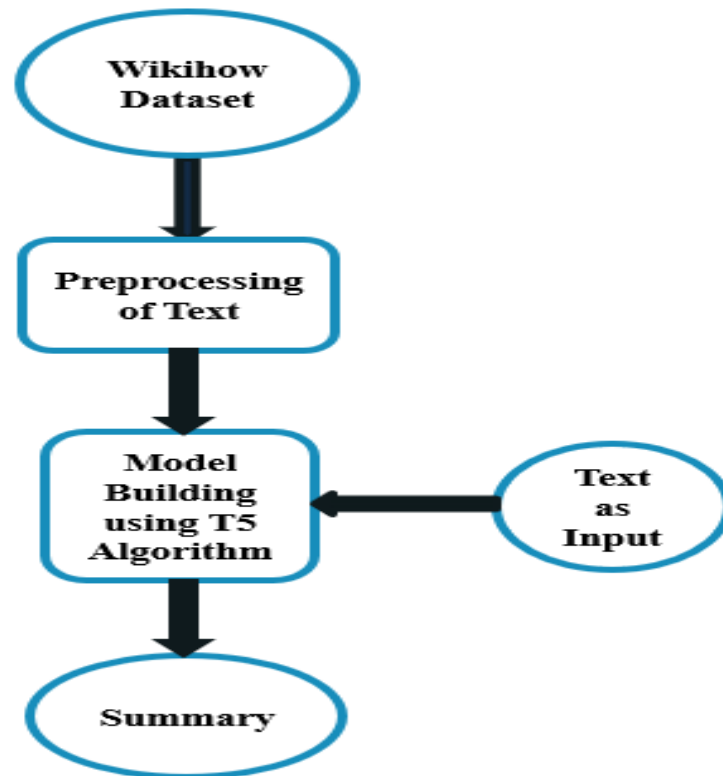 Wikihow
Dataset
Preprocessing
of Text
Model
Building
using T5
Algorithm
Text
as
Input
Summary